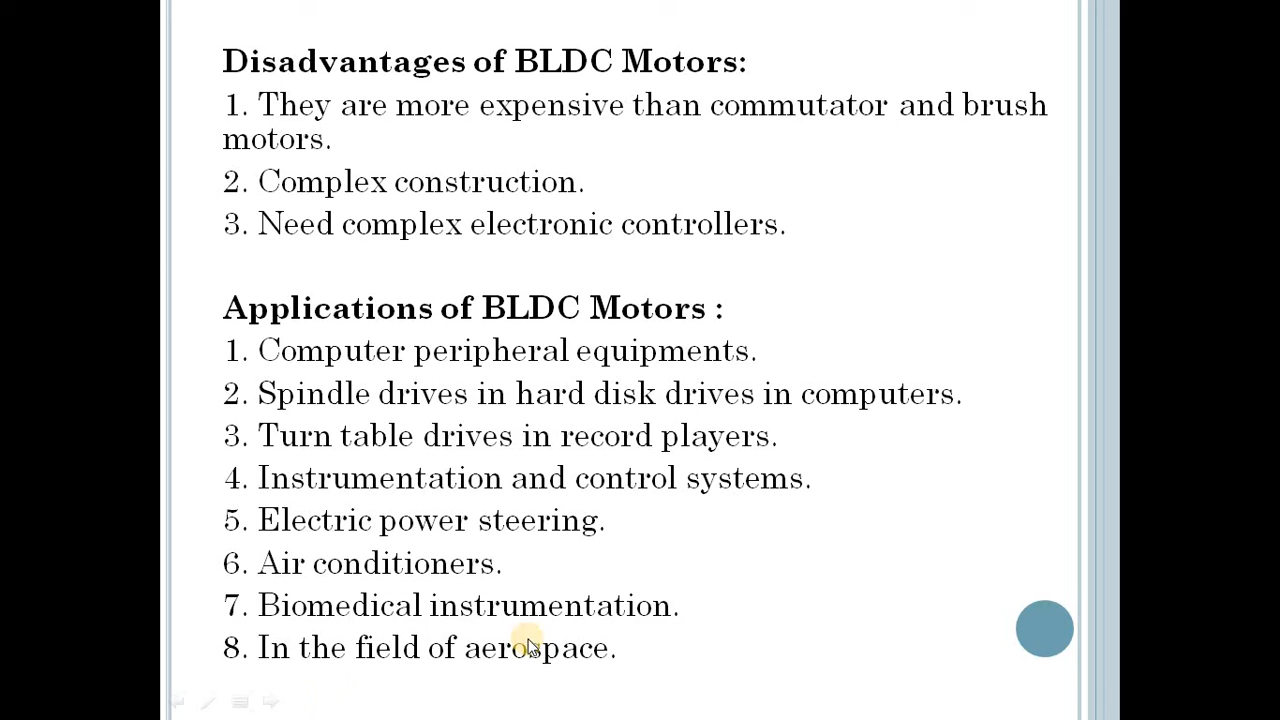 Disadvantages of BLDC Motors:
1. They are more expensive than commutator and brush
motors.
2. Complex construction.
3. Need complex electronic controllers.
Applications of BLDC Motors :
1. Computer peripheral equipments.
2. Spindle drives in hard disk drives in computers.
3. Turn table drives in record players.
4. Instrumentation and control systems.
5. Electric power steering.
6. Air conditioners.
7. Biomedical instrumentation.
8. In the field of aerospace.